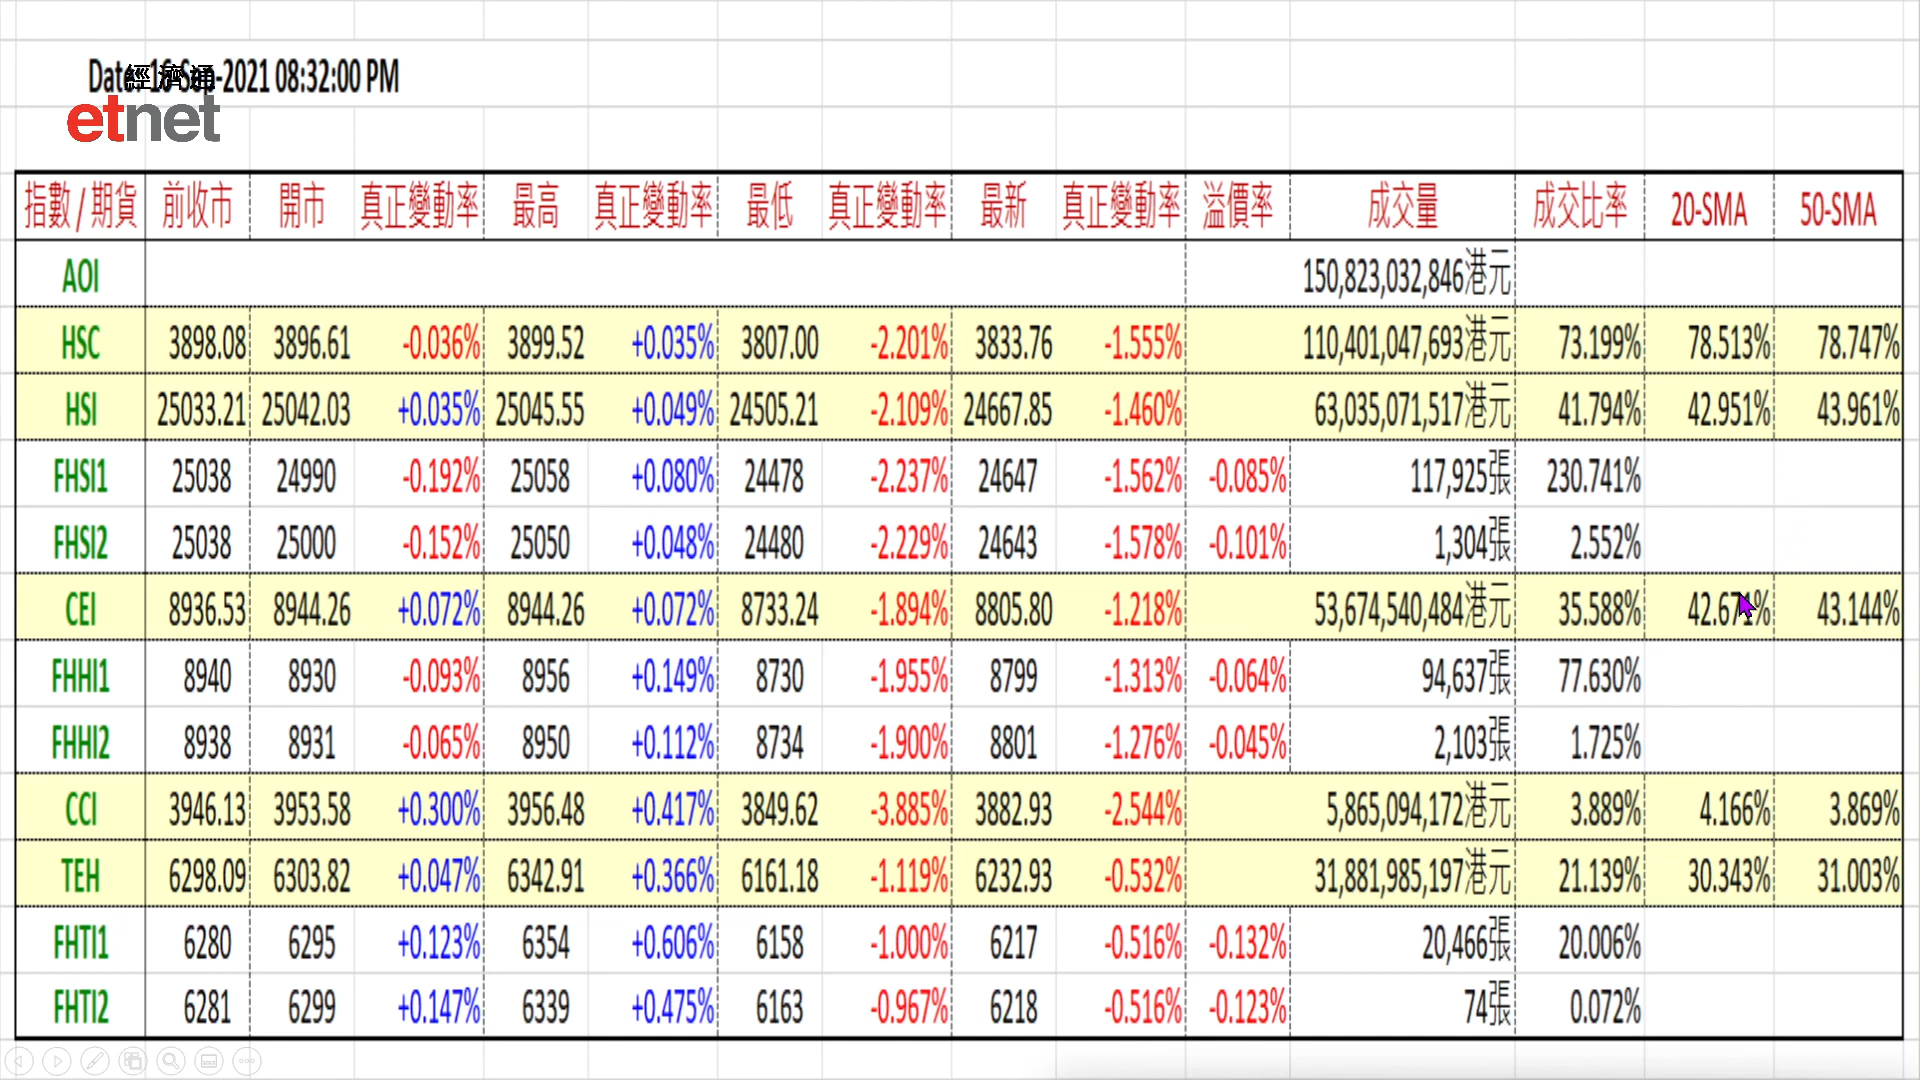 Date: 16-Sep-2021 08:32:00 PM
經濟通
etnet
指數 / 期貨 前收市 開市 真正變動率 最高 真正變動率 最低 真正變動率 最新 真正變動率 溢價率 成交量 成交比率 20-SMA 50-SMA
AOI 150,823,032,846港元
HSC 3898.08 3896.61 -0.036% 3899.52 +0.035% 3807.00 -2.201% 3833.76 -1.555% 110,401,047,693港元 73.199% 78.513% 78.747%
HSI 25033.21 25042.03 +0.035% 25045.55 +0.049% 24505.21 -2.109% 24667.85 -1.460% 63,035,071,517港元 41.794% 42.951% 43.961%
FHSI1 25038 24990 -0.192% 25058 +0.080% 24478 -2.237% 24647 -1.562% -0.085% 117,925張 230.741%
FHSI2 25038 25000 -0.152% 25050 +0.048% 24480 -2.229% 24643 -1.578% -0.101% 1,304張 2.552%
CEI 8936.53 8944.26 +0.072% 8944.26 +0.072% 8733.24 -1.894% 8805.80 -1.218% 53,674,540,484港元 35.588% 42.671% 43.144%
FHHI1 8940 8930 -0.093% 8956 +0.149% 8730 -1.955% 8799 -1.313% -0.064% 94,637張 77.630%
FHHI2 8938 8931 -0.065% 8950 +0.112% 8734 -1.900% 8801 -1.276% -0.045% 2,103張 1.725%
CCI 3946.13 3953.58 +0.300% 3956.48 +0.417% 3849.62 -3.885% 3882.93 -2.544% 5,865,094,172港元 3.889% 4.166% 3.869%
TEH 6298.09 6303.82 +0.047% 6342.91 +0.366% 6161.18 -1.119% 6232.93 -0.532% 31,881,985,197港元 21.139% 30.343% 31.003%
FHTI1 6280 6295 +0.123% 6354 +0.606% 6158 -1.000% 6217 -0.516% -0.132% 20,466張 20.006%
FHTI2 6281 6299 +0.147% 6339 +0.475% 6163 -0.967% 6218 -0.516% -0.123% 74張 0.072%